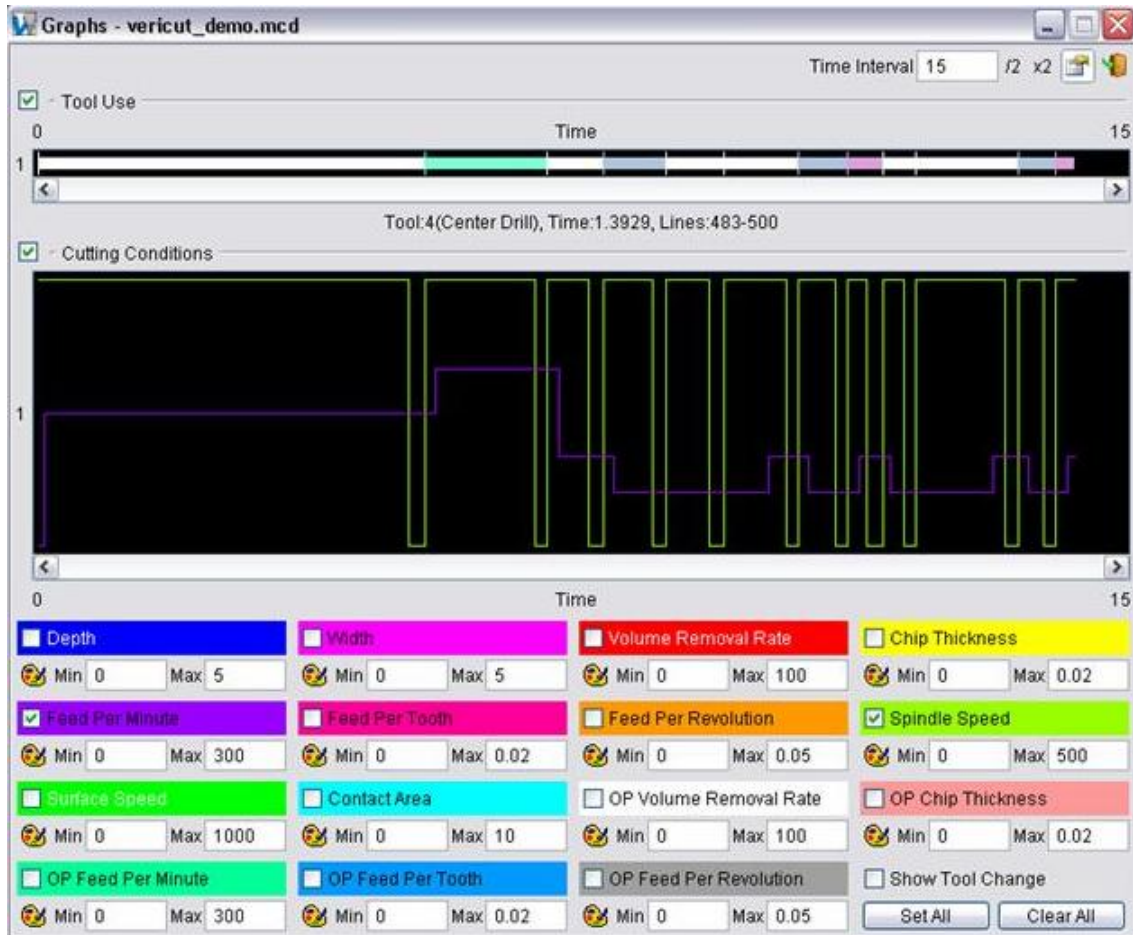 Graphs - vericut_demo.mcd
Time Interval 15 /2 x2
Tool Use
0 Time 15
1
Tool:4(Center Drill), Time:1.3929, Lines:483-500
Cutting Conditions
1
0 Time 15
Depth Width Volume Removal Rate Chip Thickness
Min 0 Max 5 Min 0 Max 5 Min 0 Max 100 Min 0 Max 0.02
Feed Per Minute Feed Per Tooth Feed Per Revolution Spindle Speed
Min 0 Max 300 Min 0 Max 0.02 Min 0 Max 0.05 Min 0 Max 500
Surface Speed Contact Area OP Volume Removal Rate OP Chip Thickness
Min 0 Max 1000 Min 0 Max 10 Min 0 Max 100 Min 0 Max 0.02
OP Feed Per Minute OP Feed Per Tooth OP Feed Per Revolution Show Tool Change
Min 0 Max 300 Min 0 Max 0.02 Min 0 Max 0.05 Set All Clear All